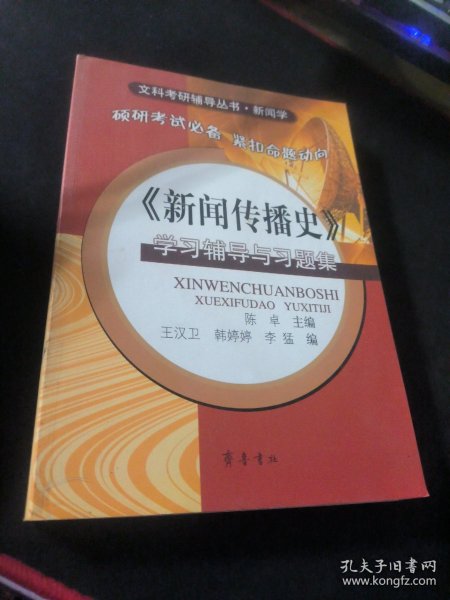 文科考研辅导丛书·新闻学
硕研考试必备 紧扣命题动向
《新闻传播史》
学习辅导与习题集
XINWENCHUANBOSHI
XUEXIFUDAO YUXITIJI
陈 卓 主编
王汉卫 韩婷婷 李 猛 编
齐鲁书社
孔夫子旧书网
www.kongfz.com